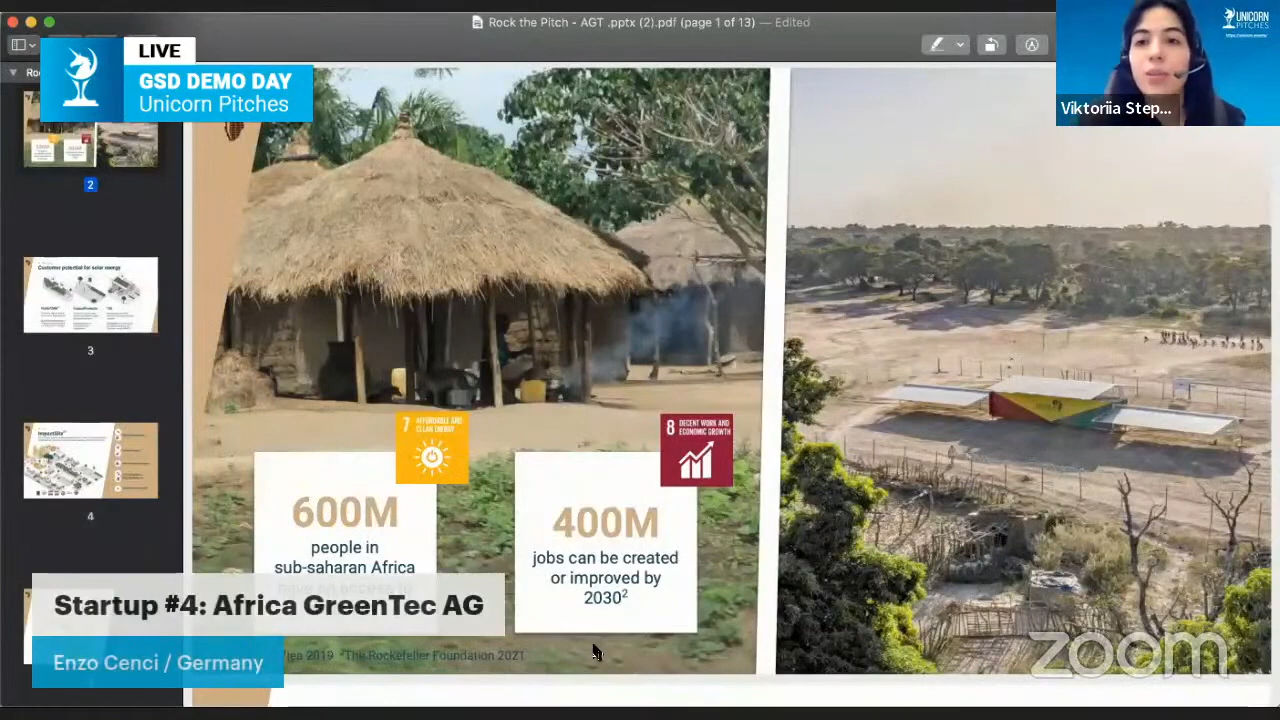 Rock the Pitch - AGT .pptx (2).pdf (page 1 of 13) — Edited
LIVE
GSD DEMO DAY
Unicorn Pitches
UNICORN
PITCHES
Viktoriia Step...
2
Customer potential for solar energy
3
ImpactSite
4
7 AFFORDABLE AND
CLEAN ENERGY
600M
people in
sub-saharan Africa
8 DECENT WORK AND
ECONOMIC GROWTH
400M
jobs can be created
or improved by
2030²
Startup #4: Africa GreenTec AG
Enzo Cenci / Germany
2019 ²The Rockefeller Foundation 2021
zoom